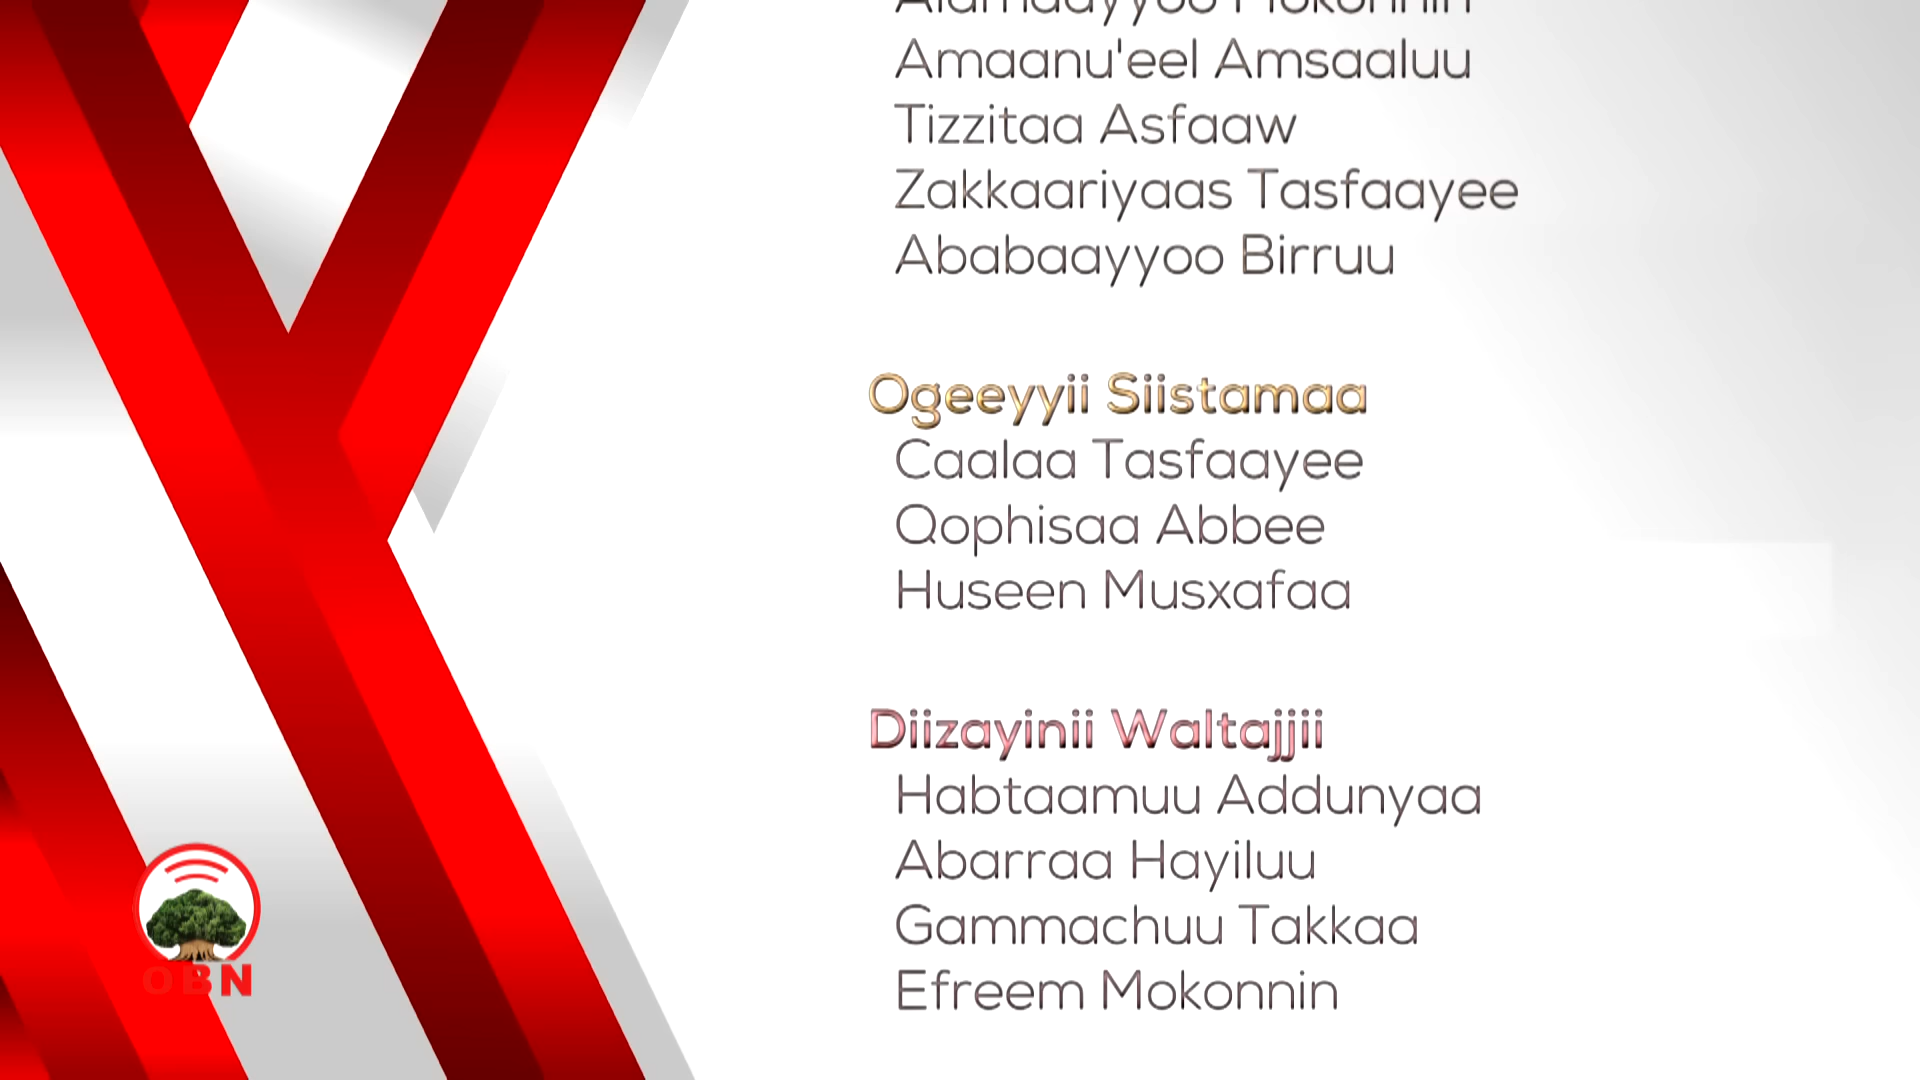 Mokonnin
Amaanu'eel Amsaaluu
Tizzitaa Asfaaw
Zakkaariyaas Tasfaayee
Ababaayyoo Birruu
Ogeeyyii Siistamaa
Caalaa Tasfaayee
Qophisaa Abbee
Huseen Musxafaa
Diizayinii Waltajjii
Habtaamuu Addunyaa
Abarraa Hayiluu
Gammachuu Takkaa
Efreem Mokonnin
OBN